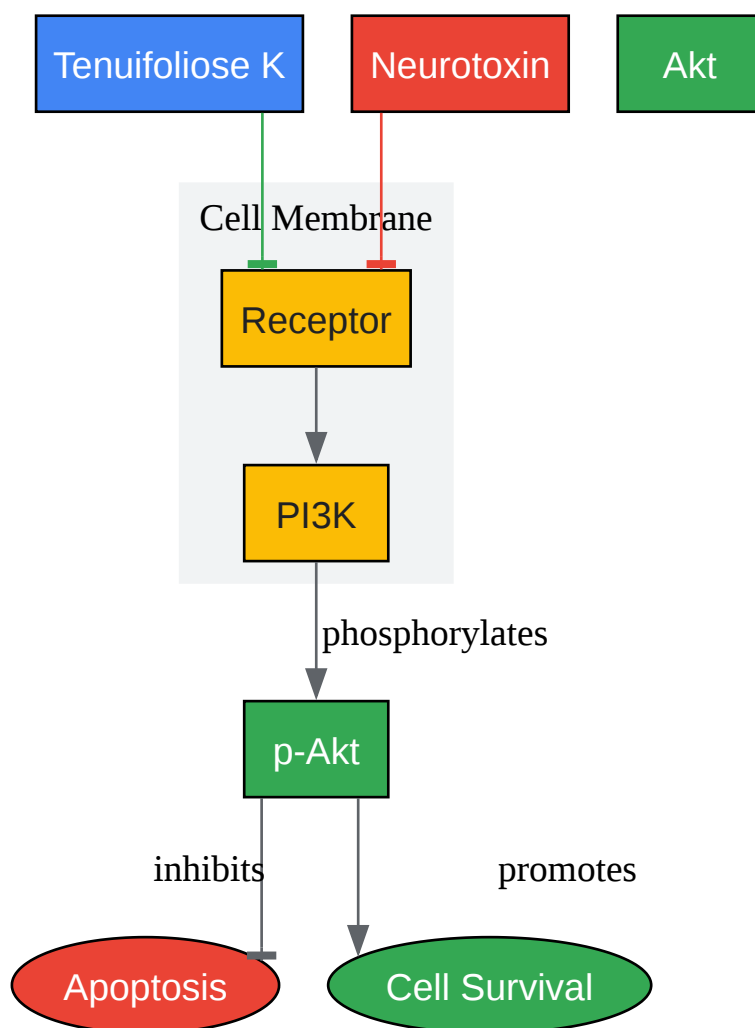 Tenuifoliose K
Neurotoxin
Akt
Cell Membrane
Receptor
PI3K
phosphorylates
p-Akt
inhibits
promotes
Apoptosis
Cell Survival